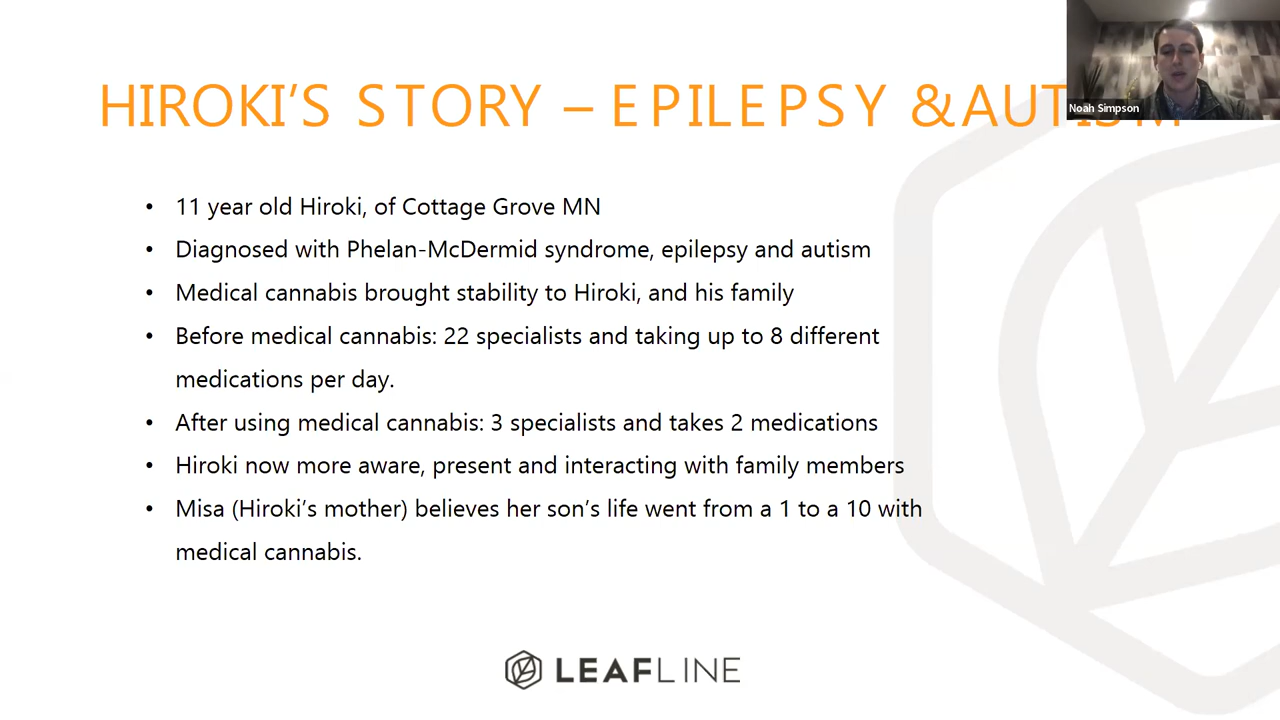 HIROKI'S STORY – EPILEPSY & AUTISM
Noah Simpson
• 11 year old Hiroki, of Cottage Grove MN
• Diagnosed with Phelan-McDermid syndrome, epilepsy and autism
• Medical cannabis brought stability to Hiroki, and his family
• Before medical cannabis: 22 specialists and taking up to 8 different
medications per day.
• After using medical cannabis: 3 specialists and takes 2 medications
• Hiroki now more aware, present and interacting with family members
• Misa (Hiroki's mother) believes her son's life went from a 1 to a 10 with
medical cannabis.
LEAFLINE